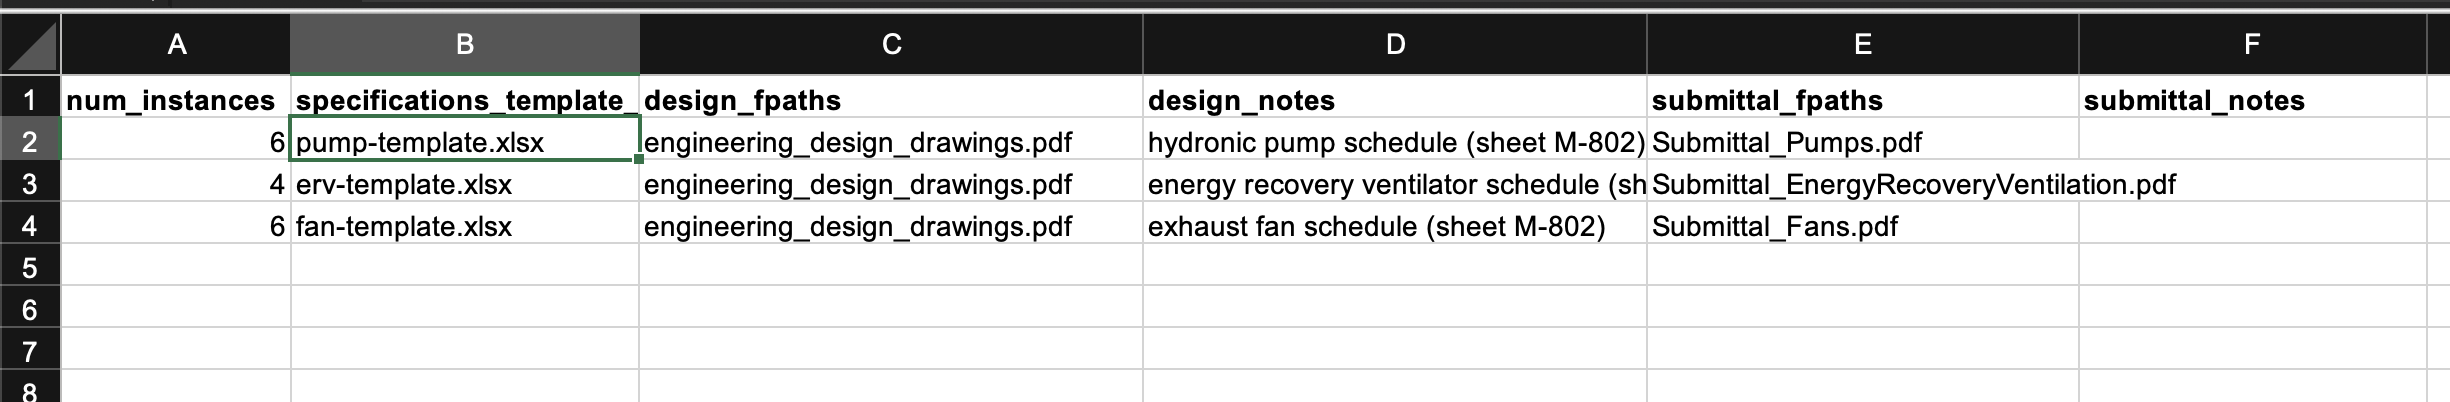 A B C D E F
1 num_instances specifications_template_ design_fpaths design_notes submittal_fpaths submittal_notes
2 6 pump-template.xlsx engineering_design_drawings.pdf hydronic pump schedule (sheet M-802) Submittal_Pumps.pdf
3 4 erv-template.xlsx engineering_design_drawings.pdf energy recovery ventilator schedule (sh Submittal_EnergyRecoveryVentilation.pdf
4 6 fan-template.xlsx engineering_design_drawings.pdf exhaust fan schedule (sheet M-802) Submittal_Fans.pdf
5
6
7
8